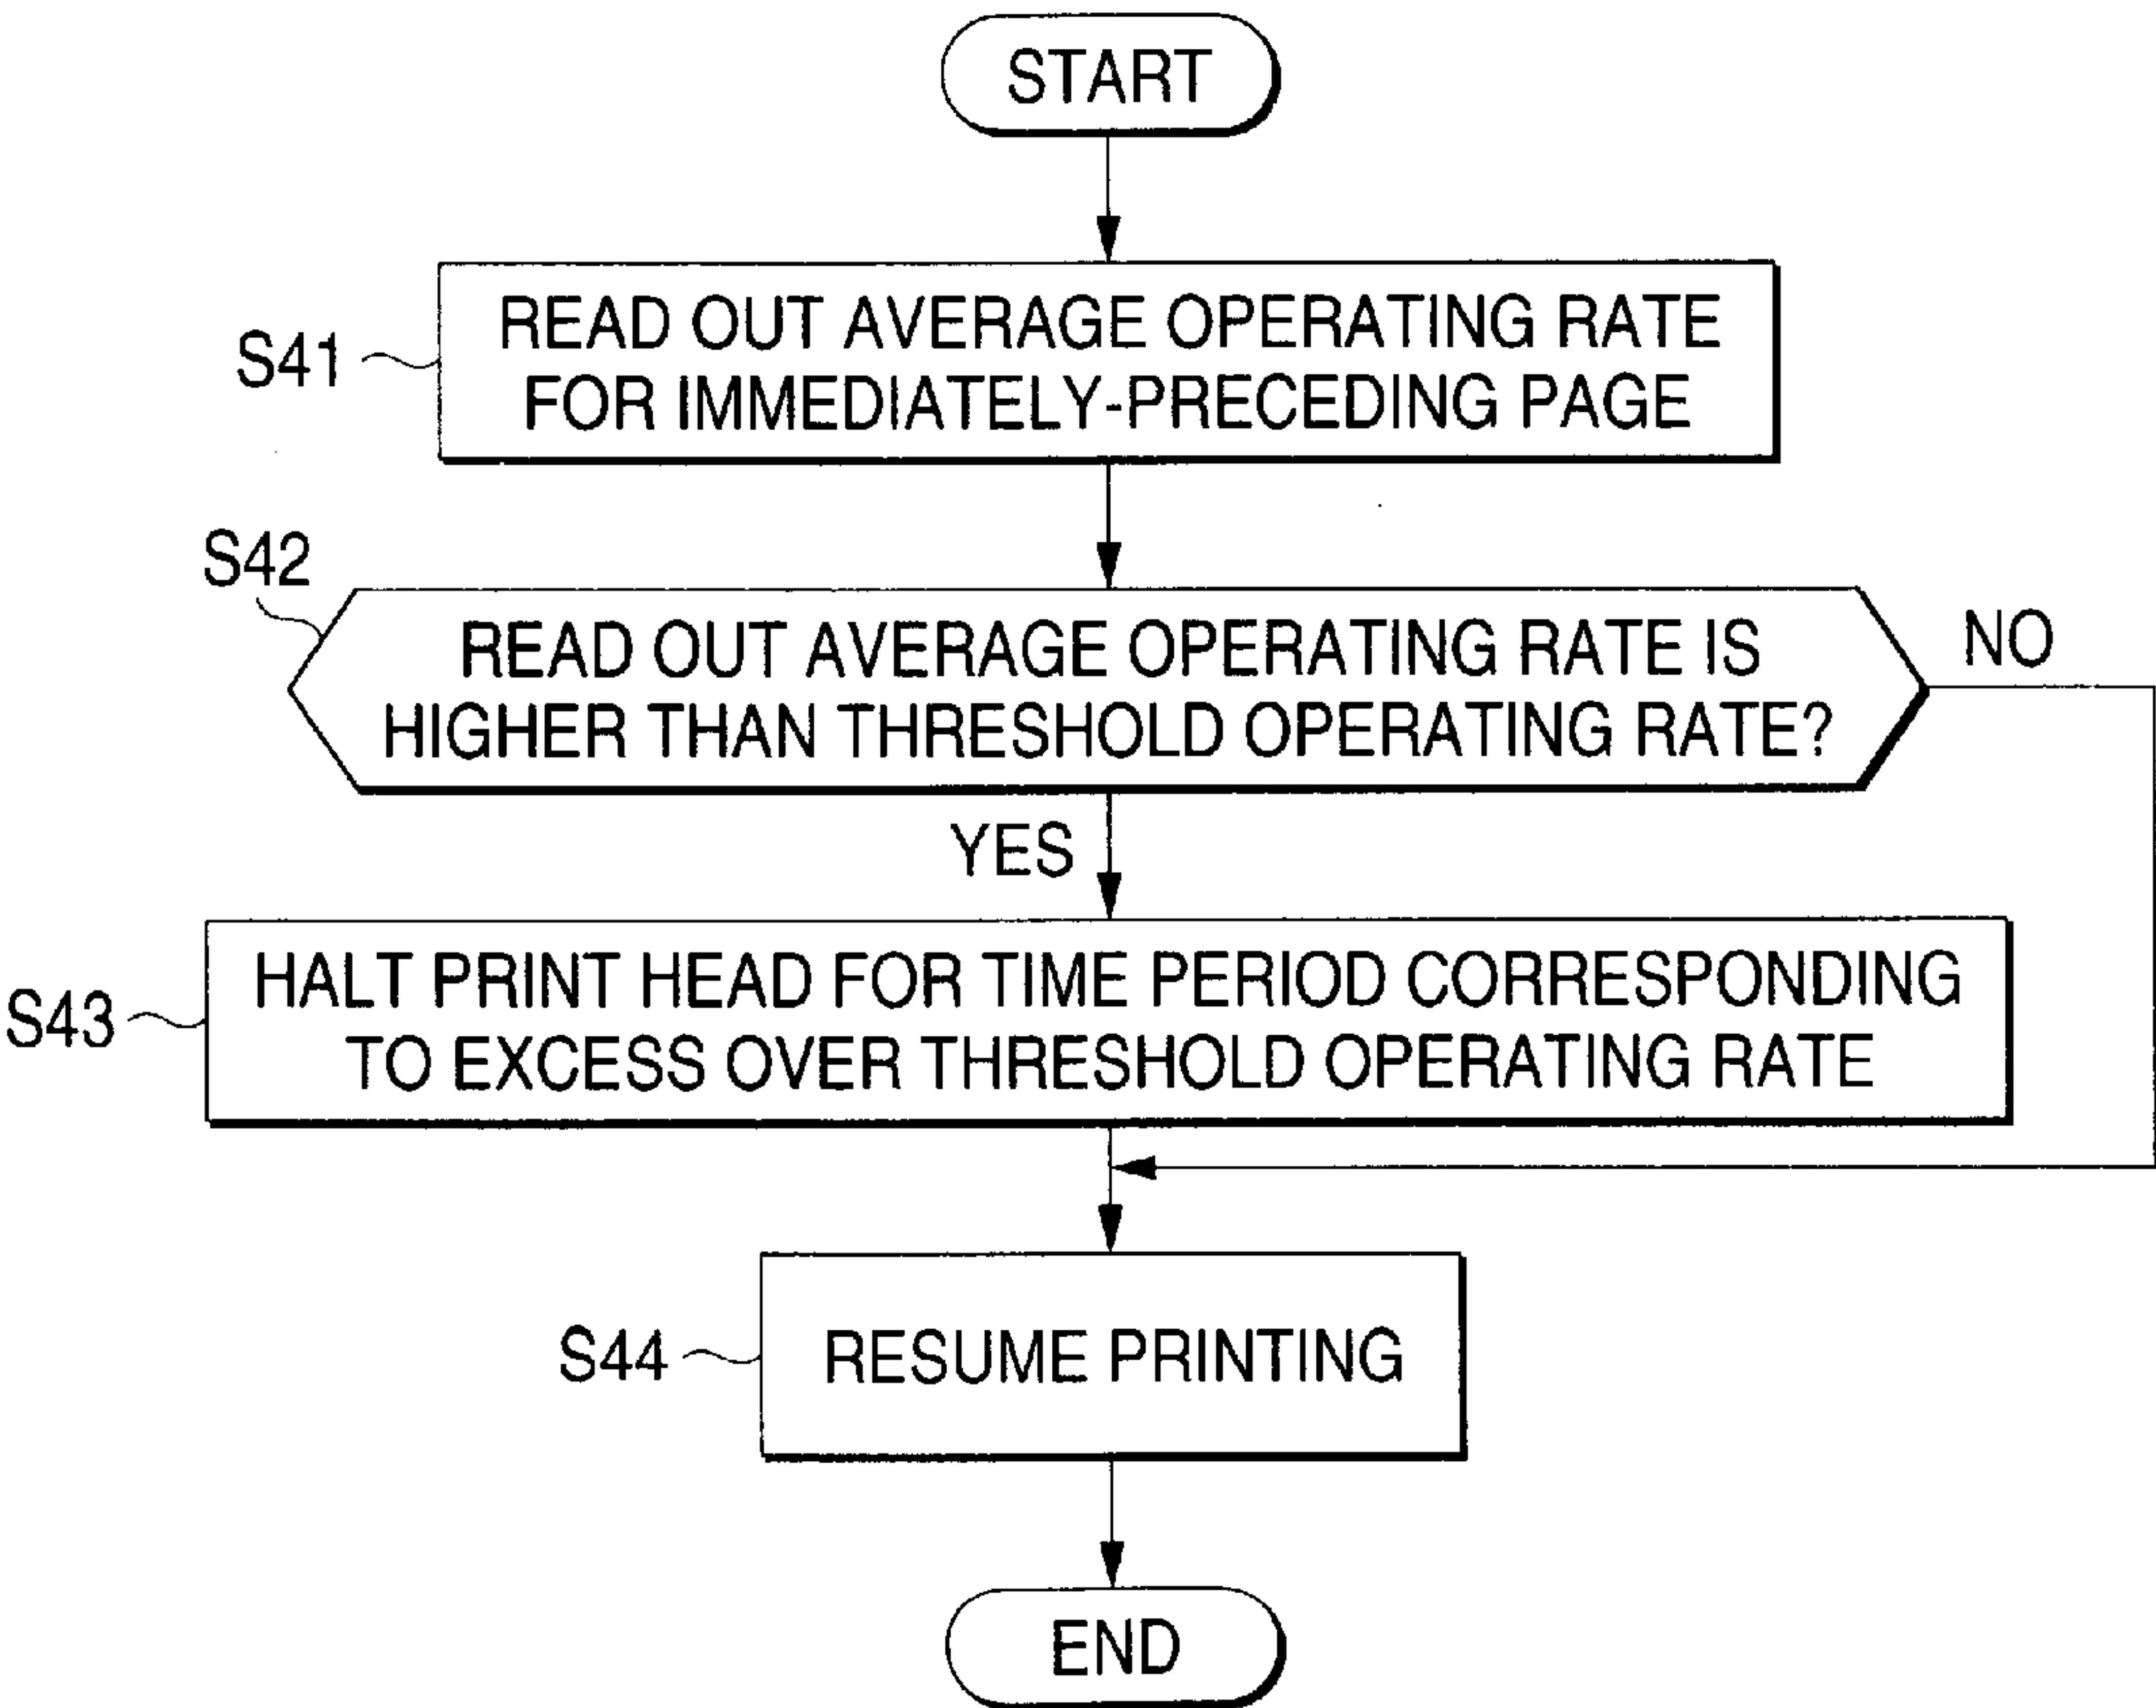 START
S41
READ OUT AVERAGE OPERATING RATE
FOR IMMEDIATELY-PRECEDING PAGE
S42
READ OUT AVERAGE OPERATING RATE IS
HIGHER THAN THRESHOLD OPERATING RATE?
NO
YES
S43
HALT PRINT HEAD FOR TIME PERIOD CORRESPONDING
TO EXCESS OVER THRESHOLD OPERATING RATE
S44
RESUME PRINTING
END